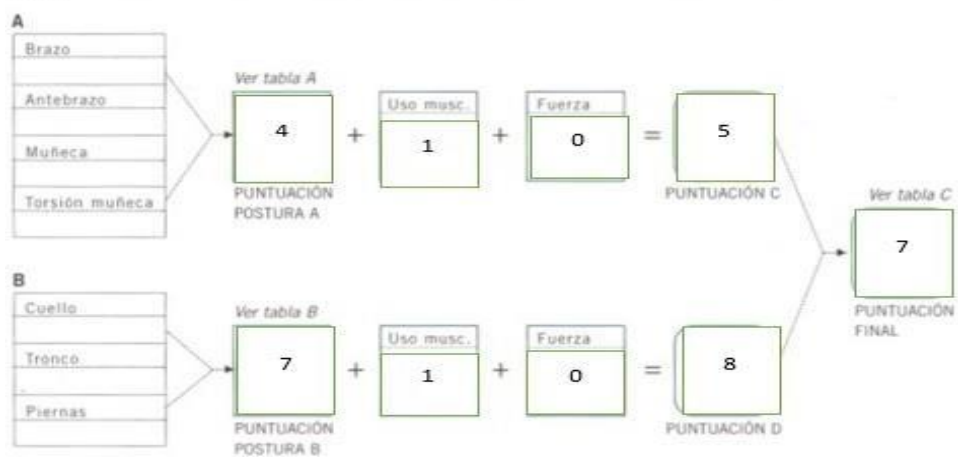 A
Brazo
Antebrazo
Muñeca
Torsión muñeca
Ver tabla A
4
PUNTUACIÓN
POSTURA A
+
Uso musc.
1
+
Fuerza
0
=
5
PUNTUACIÓN C
B
Cuello
Tronco
Piernas
Ver tabla B
7
PUNTUACIÓN
POSTURA B
+
Uso musc.
1
+
Fuerza
0
=
8
PUNTUACIÓN D
Ver tabla C
7
PUNTUACIÓN
FINAL